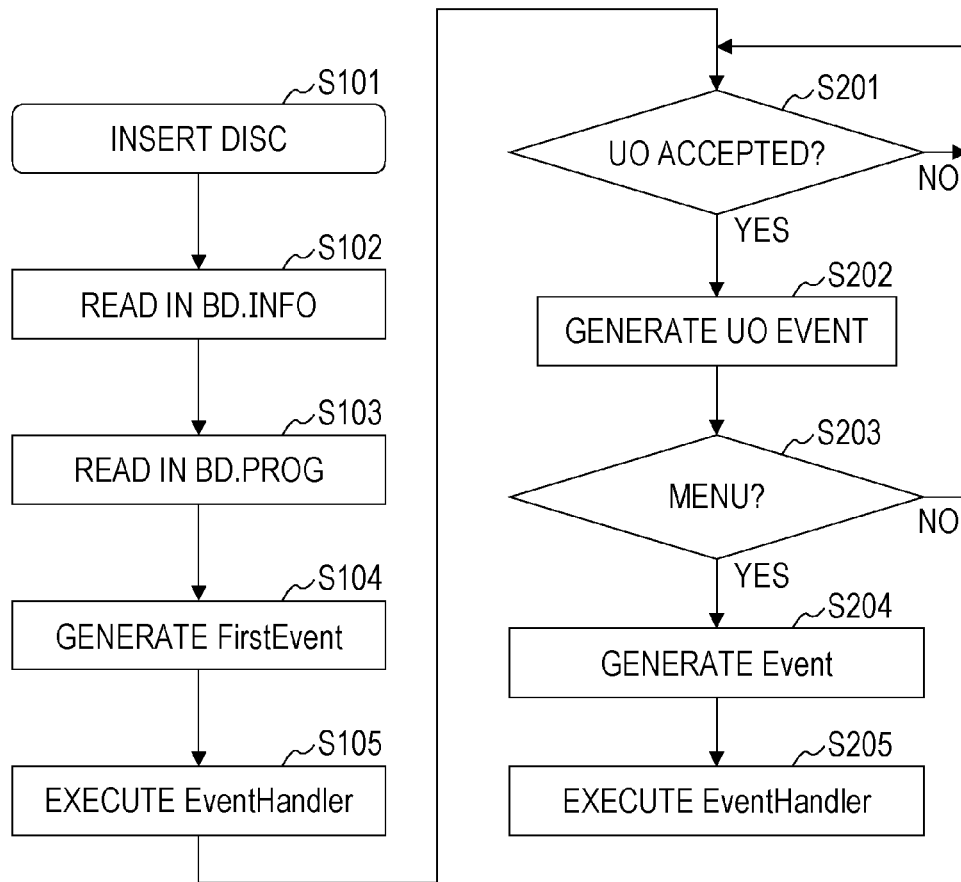 S101
INSERT DISC
S102
READ IN BD.INFO
S103
READ IN BD.PROG
S104
GENERATE FirstEvent
S105
EXECUTE EventHandler
S201
UO ACCEPTED?
NO
YES
S202
GENERATE UO EVENT
S203
MENU?
NO
YES
S204
GENERATE Event
S205
EXECUTE EventHandler